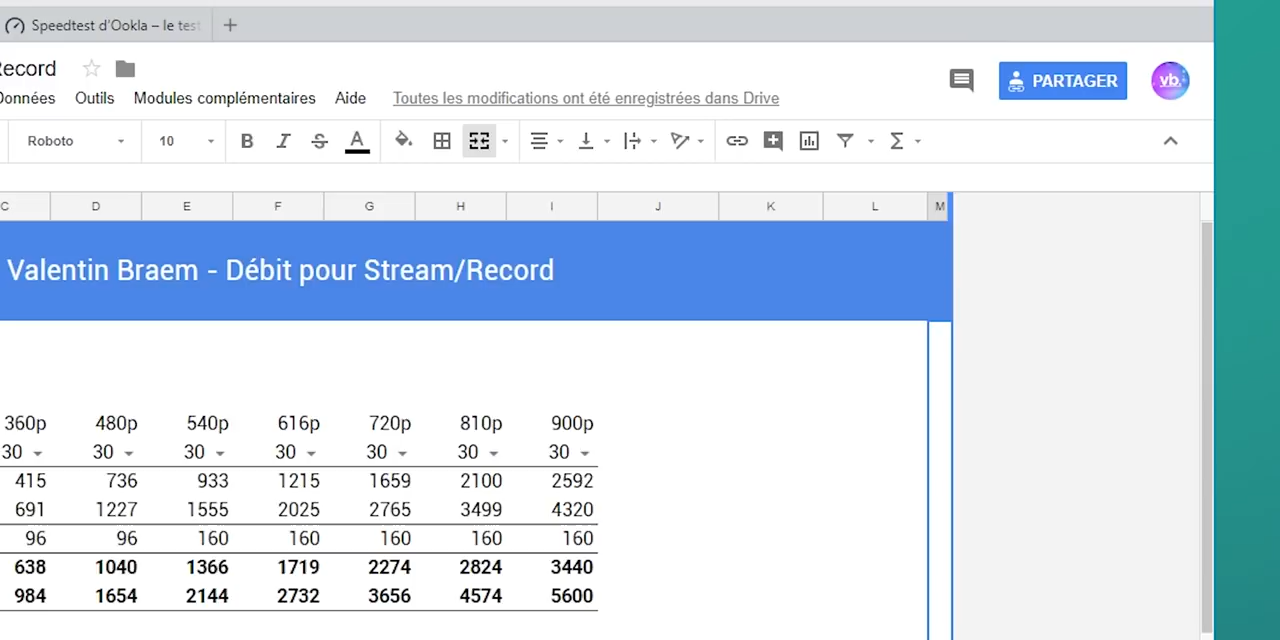 Speedtest d'Ookla – le test
Record
Données Outils Modules complémentaires Aide Toutes les modifications ont été enregistrées dans Drive
PARTAGER
vb.
Roboto 10 B I S A
C D E F G H I J K L M
Valentin Braem - Débit pour Stream/Record
360p 480p 540p 616p 720p 810p 900p
30 30 30 30 30 30 30
415 736 933 1215 1659 2100 2592
691 1227 1555 2025 2765 3499 4320
96 96 160 160 160 160 160
638 1040 1366 1719 2274 2824 3440
984 1654 2144 2732 3656 4574 5600